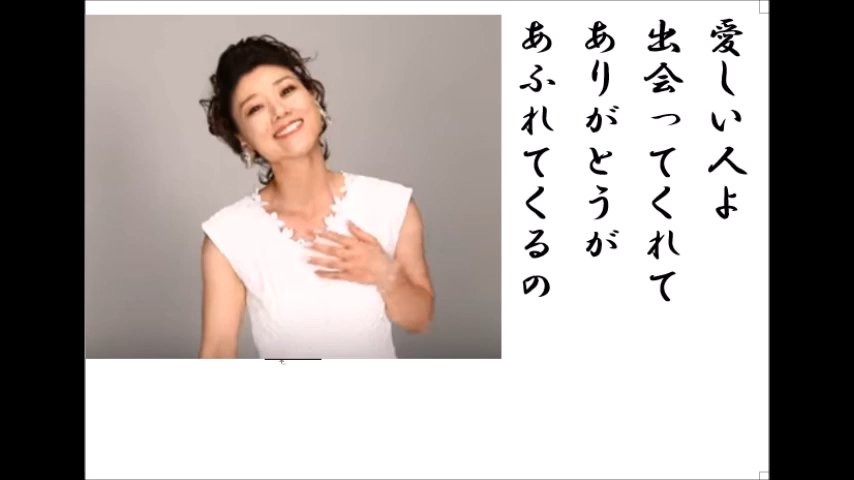 愛しい人よ
出会ってくれて
ありがとうが
あふれてくるの